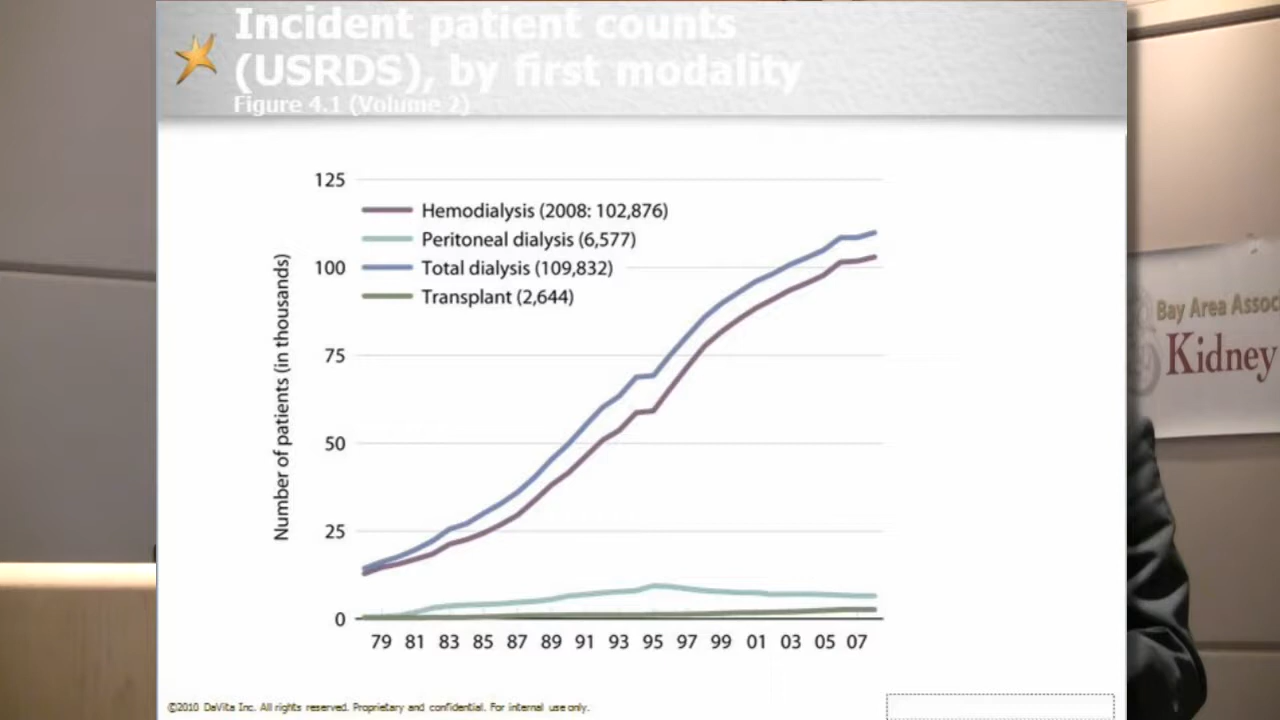 Incident patient counts
(USRDS), by first modality
Figure 4.1 (Volume 2)
125
100
75
50
25
0
Number of patients (in thousands)
Hemodialysis (2008: 102,876)
Peritoneal dialysis (6,577)
Total dialysis (109,832)
Transplant (2,644)
79 81 83 85 87 89 91 93 95 97 99 01 03 05 07
©2010 DaVita Inc. All rights reserved. Proprietary and confidential. For internal use only.
Bay Area Assoc
Kidney